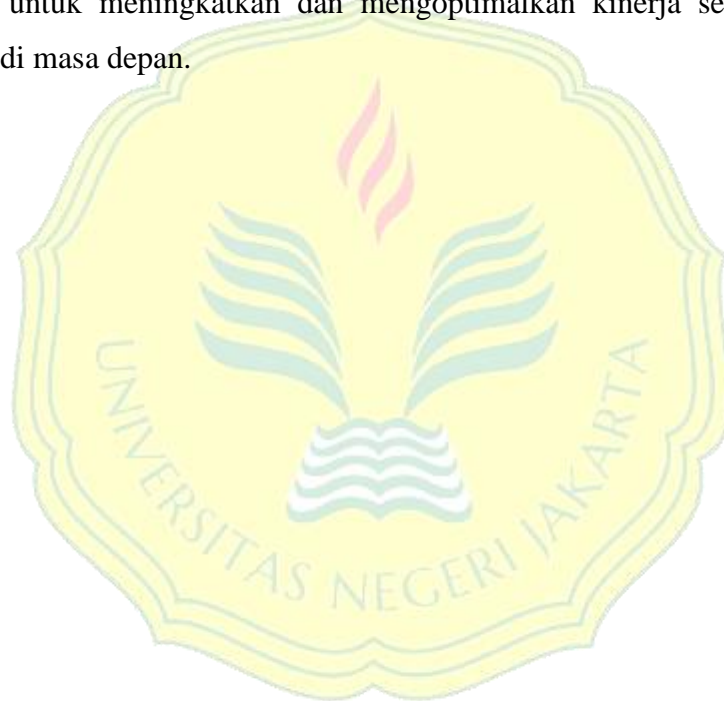 untuk meningkatkan dan mengoptimalkan kinerja se
di masa depan.
UNIVERSITAS NEGERI JAKARTA